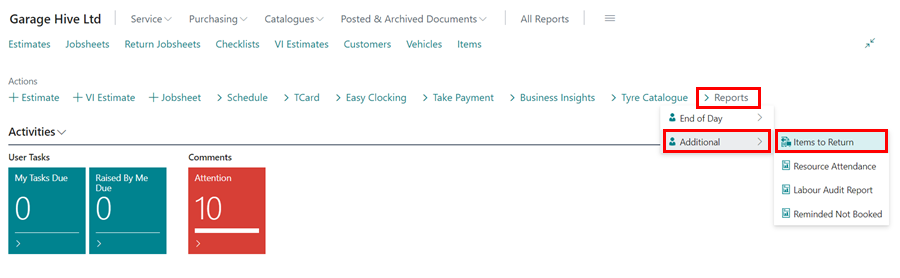 Garage Hive Ltd Service Purchasing Catalogues Posted & Archived Documents All Reports
Estimates Jobsheets Return Jobsheets Checklists VI Estimates Customers Vehicles Items
Actions
+ Estimate + VI Estimate + Jobsheet > Schedule > TCard > Easy Clocking > Take Payment > Business Insights > Tyre Catalogue > Reports
End of Day >
Activities
Additional > Items to Return
User Tasks Comments
Resource Attendance
My Tasks Due Raised By Me Due Attention
Labour Audit Report
0 0 10
Reminded Not Booked
> > >